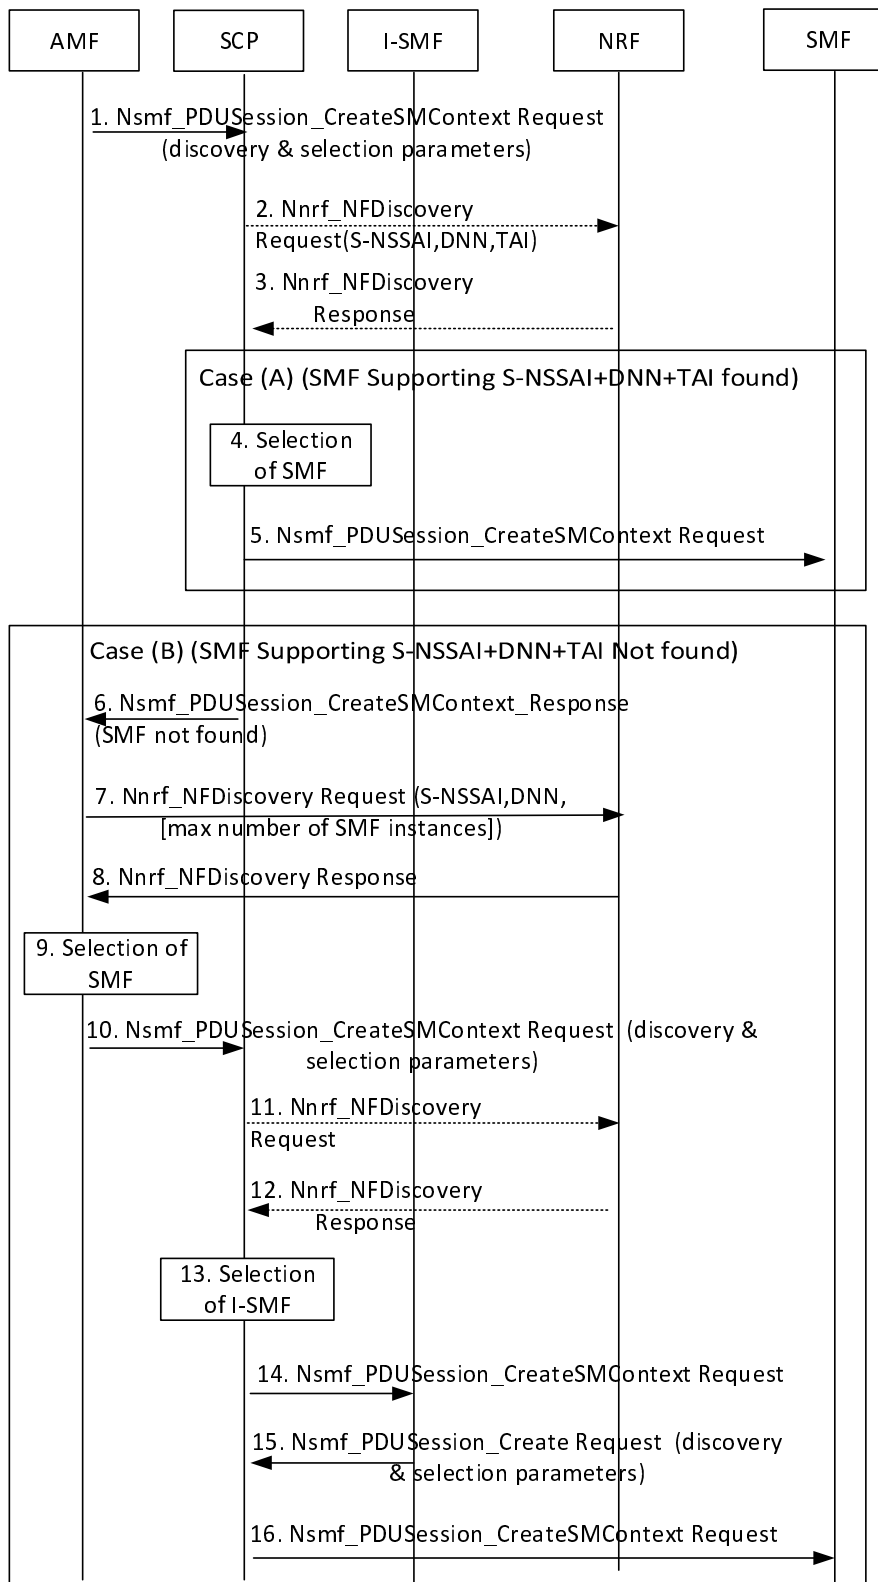 AMF
SCP
I-SMF
NRF
SMF
1. Nsmf_PDUSession_CreateSMContext Request
(discovery & selection parameters)
2. Nnrf_NFDiscovery
Request(S-NSSAI,DNN,TAI)
3. Nnrf_NFDiscovery
Response
Case (A) (SMF Supporting S-NSSAI+DNN+TAI found)
4. Selection
of SMF
5. Nsmf_PDUSession_CreateSMContext Request
Case (B) (SMF Supporting S-NSSAI+DNN+TAI Not found)
6. Nsmf_PDUSession_CreateSMContext_Response
(SMF not found)
7. Nnrf_NFDiscovery Request (S-NSSAI,DNN,
[max number of SMF instances])
8. Nnrf_NFDiscovery Response
9. Selection of
SMF
10. Nsmf_PDUSession_CreateSMContext Request (discovery &
selection parameters)
11. Nnrf_NFDiscovery
Request
12. Nnrf_NFDiscovery
Response
13. Selection
of I-SMF
14. Nsmf_PDUSession_CreateSMContext Request
15. Nsmf_PDUSession_Create Request (discovery
& selection parameters)
16. Nsmf_PDUSession_CreateSMContext Request